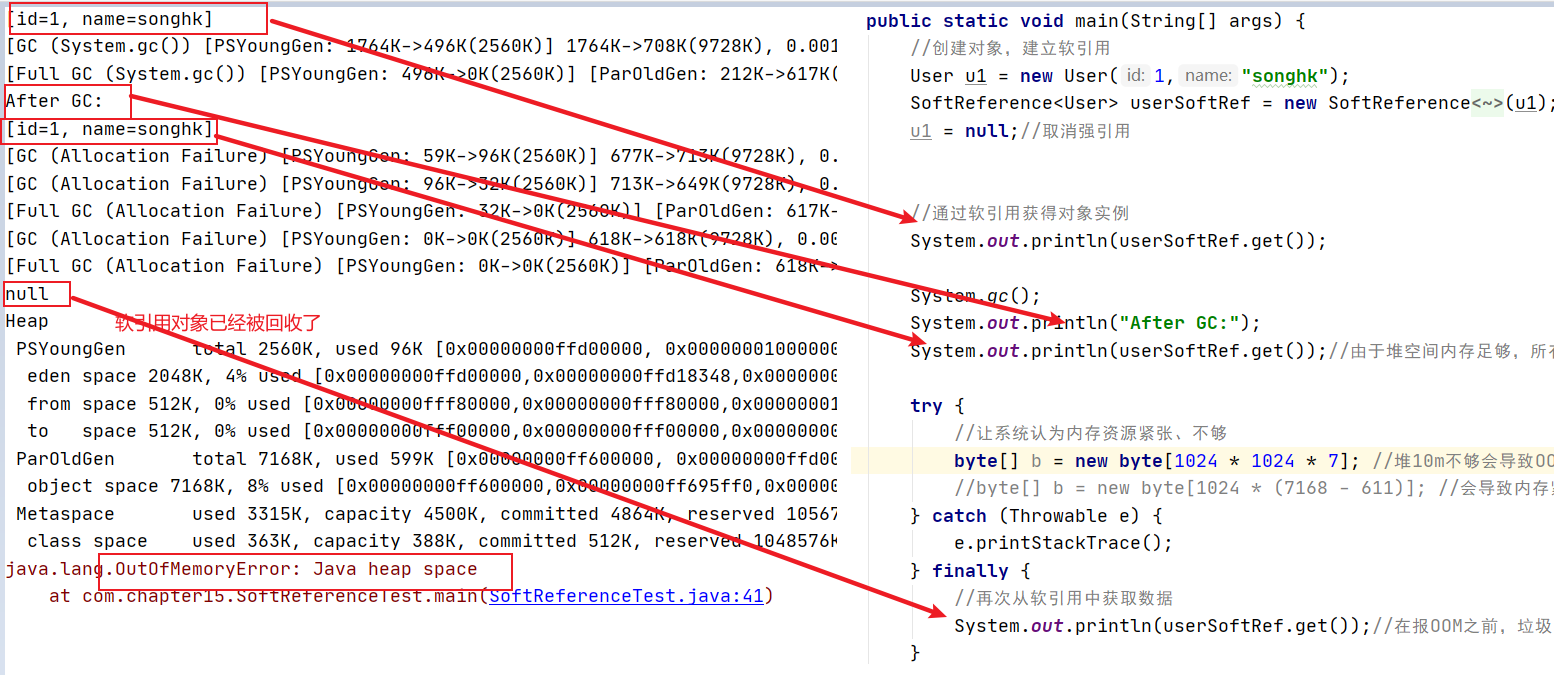 [id=1, name=songhk]
[GC (System.gc()) [PSYoungGen: 1764K->496K(2560K)] 1764K->708K(9728K), 0.001
[Full GC (System.gc()) [PSYoungGen: 496K->0K(2560K)] [ParOldGen: 212K->617K(
After GC:
[id=1, name=songhk]
[GC (Allocation Failure) [PSYoungGen: 59K->96K(2560K)] 677K->713K(9728K), 0.
[GC (Allocation Failure) [PSYoungGen: 96K->32K(2560K)] 713K->649K(9728K), 0.
[Full GC (Allocation Failure) [PSYoungGen: 32K->0K(2560K)] [ParOldGen: 617K-
[GC (Allocation Failure) [PSYoungGen: 0K->0K(2560K)] 618K->618K(9728K), 0.00
[Full GC (Allocation Failure) [PSYoungGen: 0K->0K(2560K)] [ParOldGen: 618K->
null
Heap
软引用对象已经被回收了
PSYoungGen total 2560K, used 96K [0x00000000ffd00000, 0x0000000100000
eden space 2048K, 4% used [0x00000000ffd00000,0x00000000ffd18348,0x0000000
from space 512K, 0% used [0x00000000fff80000,0x00000000fff80000,0x00000001
to space 512K, 0% used [0x00000000fff00000,0x00000000fff00000,0x00000000
ParOldGen total 7168K, used 599K [0x00000000ff600000, 0x00000000ffd00
object space 7168K, 8% used [0x00000000ff600000,0x00000000ff695ff0,0x00000
Metaspace used 3315K, capacity 4500K, committed 4864K, reserved 10567
class space used 363K, capacity 388K, committed 512K, reserved 1048576K
java.lang.OutOfMemoryError: Java heap space
at com.chapter15.SoftReferenceTest.main(SoftReferenceTest.java:41)
public static void main(String[] args) {
//创建对象，建立软引用
User u1 = new User( id: 1, name: "songhk");
SoftReference<User> userSoftRef = new SoftReference<~>(u1);
u1 = null;//取消强引用
//通过软引用获得对象实例
System.out.println(userSoftRef.get());
System.gc();
System.out.println("After GC:");
System.out.println(userSoftRef.get());//由于堆空间内存足够，所有
try {
//让系统认为内存资源紧张、不够
byte[] b = new byte[1024 * 1024 * 7]; //堆10m不够会导致OO
//byte[] b = new byte[1024 * (7168 - 611)]; //会导致内存
} catch (Throwable e) {
e.printStackTrace();
} finally {
//再次从软引用中获取数据
System.out.println(userSoftRef.get());//在报OOM之前，垃圾
}